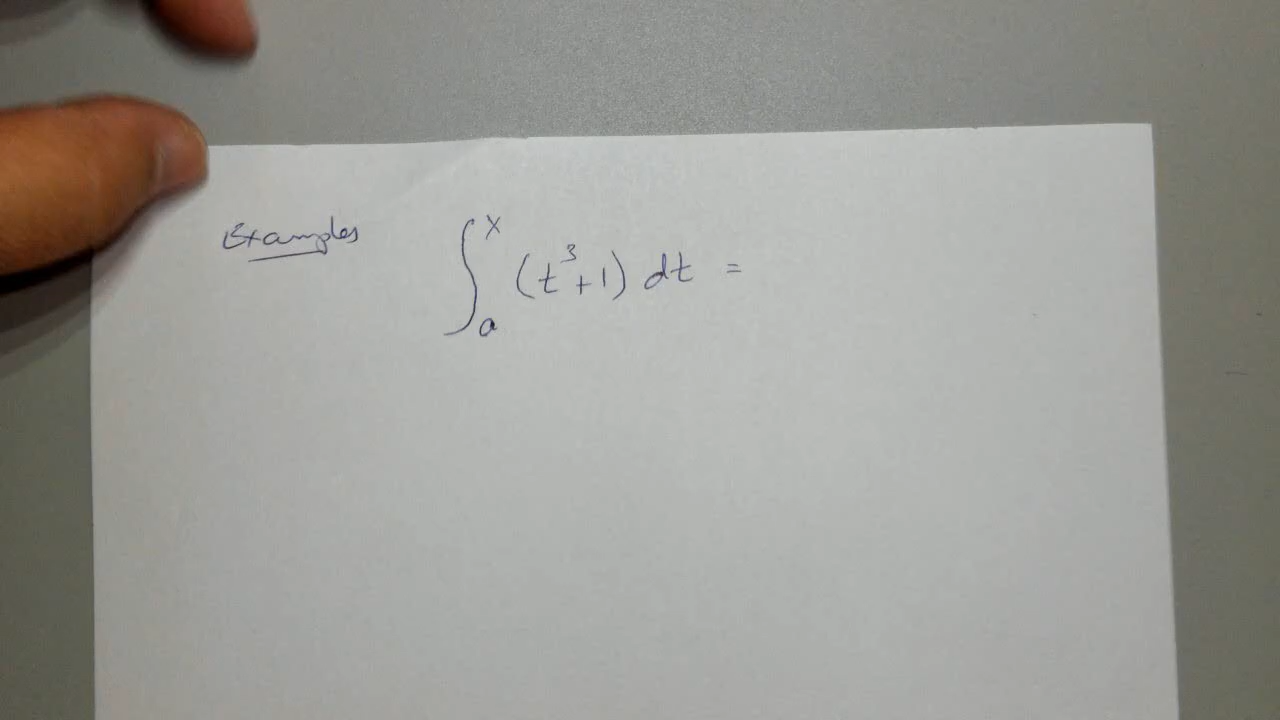 Examples ∫ₐˣ (t³+1) dt =